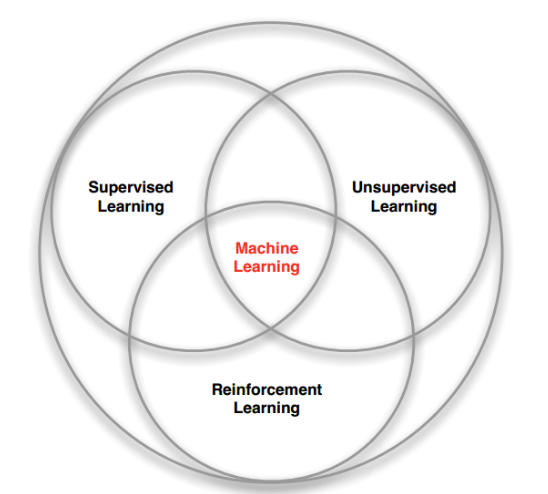 Supervised
Learning
Unsupervised
Learning
Machine
Learning
Reinforcement
Learning